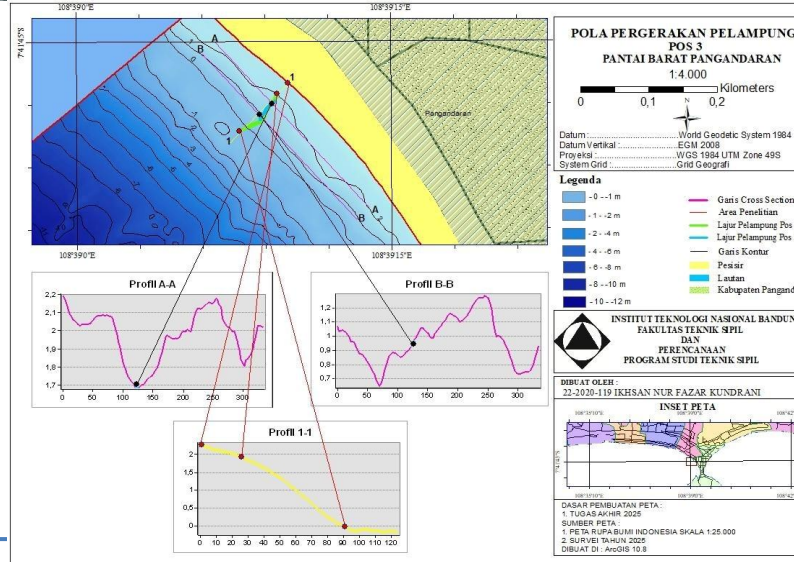 108°39'0"E
108°39'15"E
7°41'45"S
A
B
1
1
Pangandaran
A
B
108°39'0"E
108°39'15"E
Profil A-A
2,2
2,1
2
1,9
1,8
1,7
0 50 100 150 200 250 300
Profil B-B
1,2
1,1
1
0,9
0,8
0,7
0 50 100 150 200 250 300
Profil 1-1
2
1,5
1
0,5
0
0 10 20 30 40 50 60 70 80 90 100 110 120
POLA PERGERAKAN PELAMPUNG
POS 3
PANTAI BARAT PANGANDARAN
1:4.000
Kilometers
0 0,1 0,2
N
Datum :World Geodetic System 1984
Datum Vertikal :EGM 2008
Proyeksi :WGS 1984 UTM Zone 49S
System Grid :Grid Geografi
Legenda
-0 --1 m
-1 --2 m
-2 --4 m
-4 --6 m
-6 --8 m
-8 --10 m
-10 --12 m
Garis Cross Section
Area Penelitian
Lajur Pelampung Pos
Lajur Pelampung Pos
Garis Kontur
Pesisir
Lautan
Kabupaten Pangand
INSTITUT TEKNOLOGI NASIONAL BANDUN
FAKULTAS TEKNIK SIPIL
DAN
PERENCANAAN
PROGRAM STUDI TEKNIK SIPIL
DIBUAT OLEH :
22-2020-119 IKHSAN NUR FAZAR KUNDRANI
INSET PETA
DASAR PEMBUATAN PETA :
1. TUGAS AKHIR 2025
SUMBER PETA :
1. PETA RUPA BUMI INDONESIA SKALA 1:25.000
2. SURVEI TAHUN 2025
DIBUAT DI : ArcGIS 10.8